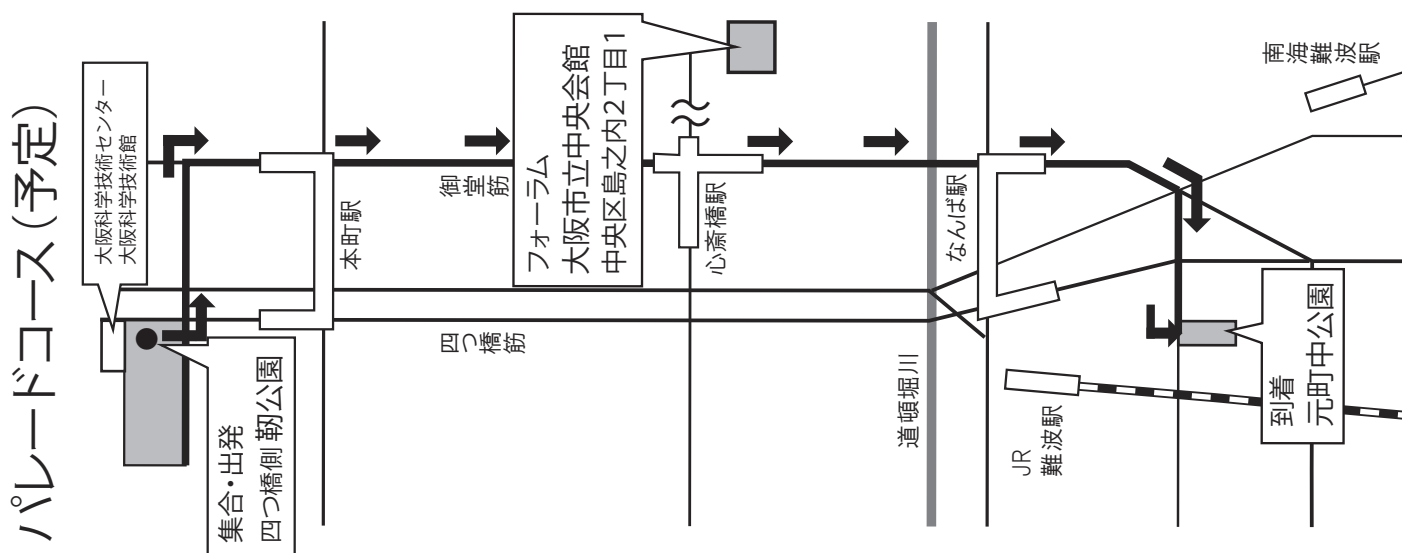 パレードコース(予定)
大阪科学技術センター
大阪科学技術館
集合・出発
四つ橋側 靭公園
本町駅
御堂筋
四つ橋筋
フォーラム
大阪市立中央会館
中央区島之内2丁目1
心斎橋駅
道頓堀川
なんば駅
JR
難波駅
南海
難波駅
到着
元町中公園